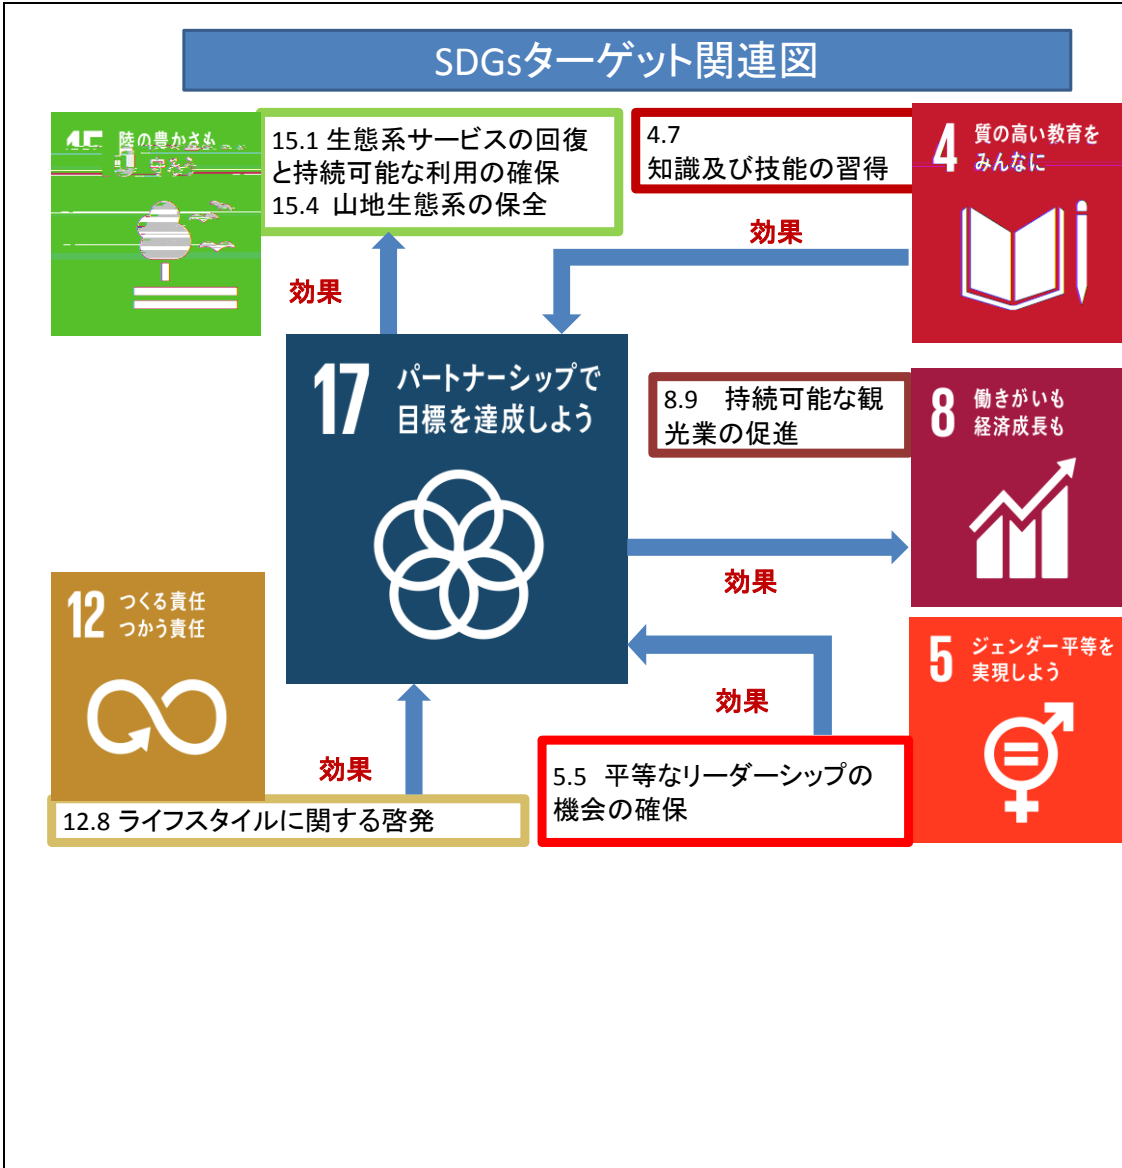 SDGsターゲット関連図
陸の豊かさも
15.1 生態系サービスの回復
と持続可能な利用の確保
15.4 山地生態系の保全
4.7
知識及び技能の習得
4 質の高い教育を
みんなに
効果
効果
17 パートナーシップで
目標を達成しよう
8.9 持続可能な観
光業の促進
8 働きがいも
経済成長も
効果
12 つくる責任
つかう責任
5 ジェンダー平等を
実現しよう
効果
効果
5.5 平等なリーダーシップの
機会の確保
12.8 ライフスタイルに関する啓発